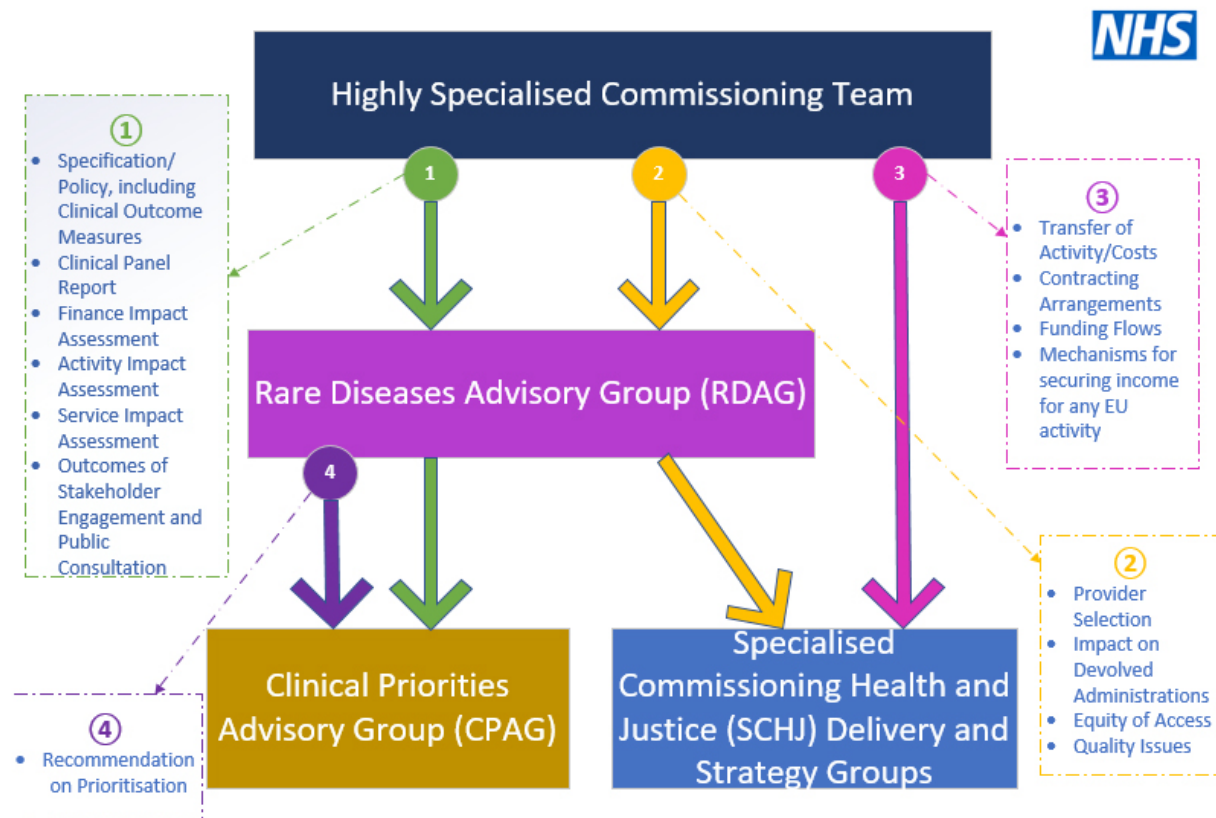 NHS
Highly Specialised Commissioning Team
①
• Specification/
Policy, including
Clinical Outcome
Measures
• Clinical Panel
Report
• Finance Impact
Assessment
• Activity Impact
Assessment
• Service Impact
Assessment
• Outcomes of
Stakeholder
Engagement and
Public
Consultation
1
2
3
③
• Transfer of
Activity/Costs
• Contracting
Arrangements
• Funding Flows
• Mechanisms for
securing income
for any EU
activity
Rare Diseases Advisory Group (RDAG)
4
②
• Provider
Selection
• Impact on
Devolved
Administrations
• Equity of Access
• Quality Issues
Clinical Priorities
Advisory Group (CPAG)
Specialised
Commissioning Health and
Justice (SCHJ) Delivery and
Strategy Groups
④
• Recommendation
on Prioritisation